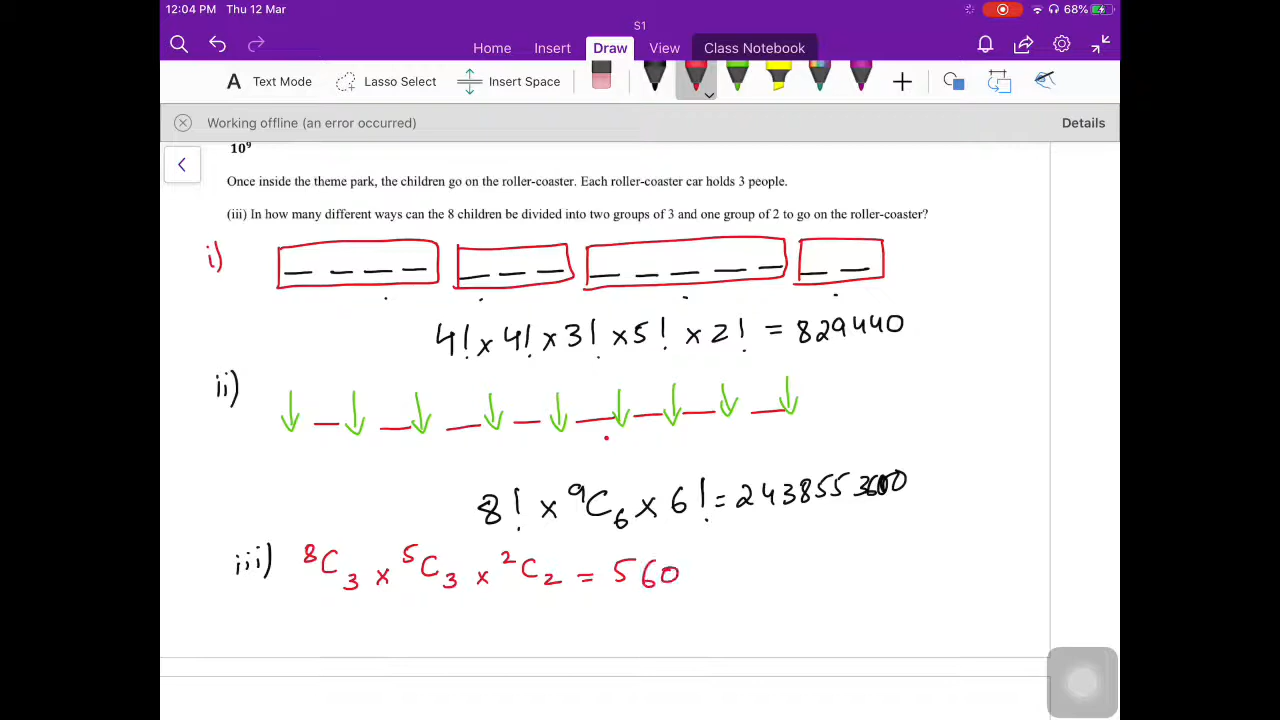 12:04 PM Thu 12 Mar 68%
S1
Home Insert Draw View Class Notebook
A Text Mode Lasso Select Insert Space
Working offline (an error occurred) Details
10⁹
Once inside the theme park, the children go on the roller-coaster. Each roller-coaster car holds 3 people.
(iii) In how many different ways can the 8 children be divided into two groups of 3 and one group of 2 to go on the roller-coaster?
i)
4! × 4! × 3! × 5! × 2! = 829440
ii)
8! × ⁹C₆ × 6! = 2438553600
iii) ⁸C₃ × ⁵C₃ × ²C₂ = 560